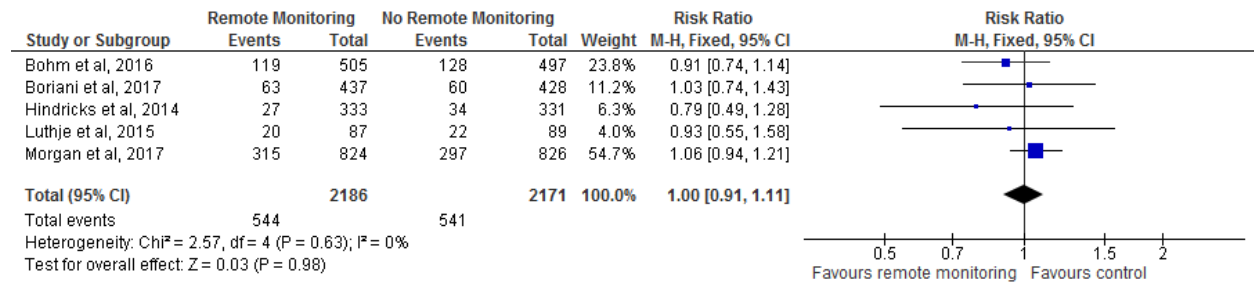 Remote Monitoring No Remote Monitoring Risk Ratio Risk Ratio
Study or Subgroup Events Total Events Total Weight M-H, Fixed, 95% CI M-H, Fixed, 95% CI
Bohm et al, 2016 119 505 128 497 23.8% 0.91 [0.74, 1.14]
Boriani et al, 2017 63 437 60 428 11.2% 1.03 [0.74, 1.43]
Hindricks et al, 2014 27 333 34 331 6.3% 0.79 [0.49, 1.28]
Luthje et al, 2015 20 87 22 89 4.0% 0.93 [0.55, 1.58]
Morgan et al, 2017 315 824 297 826 54.7% 1.06 [0.94, 1.21]
Total (95% CI) 2186 2171 100.0% 1.00 [0.91, 1.11]
Total events 544 541
Heterogeneity: Chi² = 2.57, df = 4 (P = 0.63); I² = 0%
Test for overall effect: Z = 0.03 (P = 0.98)
0.5 0.7 1 1.5 2
Favours remote monitoring Favours control